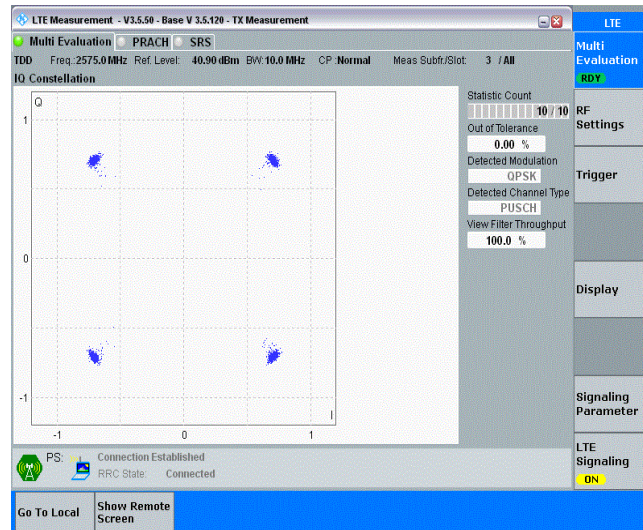 LTE Measurement - V3.5.50 - Base V 3.5.120 - TX Measurement
LTE
Multi Evaluation PRACH SRS
TDD Freq.:2575.0 MHz Ref. Level: 40.90 dBm BW:10.0 MHz CP:Normal Meas Subfr./Slot: 3 / All
IQ Constellation
Q
1
0
-1
I
-1 0 1
Statistic Count
10 / 10
Out of Tolerance
0.00 %
Detected Modulation
QPSK
Detected Channel Type
PUSCH
View Filter Throughput
100.0 %
PS: Connection Established
RRC State: Connected
Multi
Evaluation
RDY
RF
Settings
Trigger
Display
Signaling
Parameter
LTE
Signaling
ON
Go To Local
Show Remote
Screen